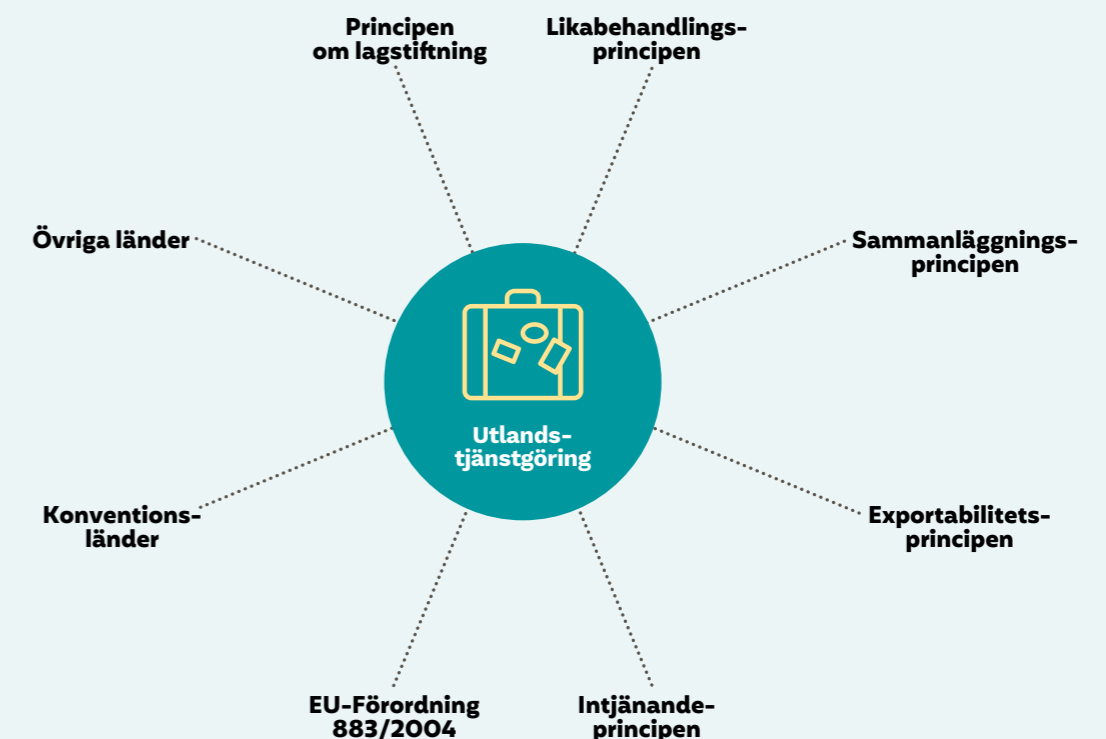 Principen
om lagstiftning
Likabehandlings-
principen
Övriga länder
Sammanläggnings-
principen
Utlands-
tjänstgöring
Konventions-
länder
Exportabilitets-
principen
EU-Förordning
883/2004
Intjänande-
principen